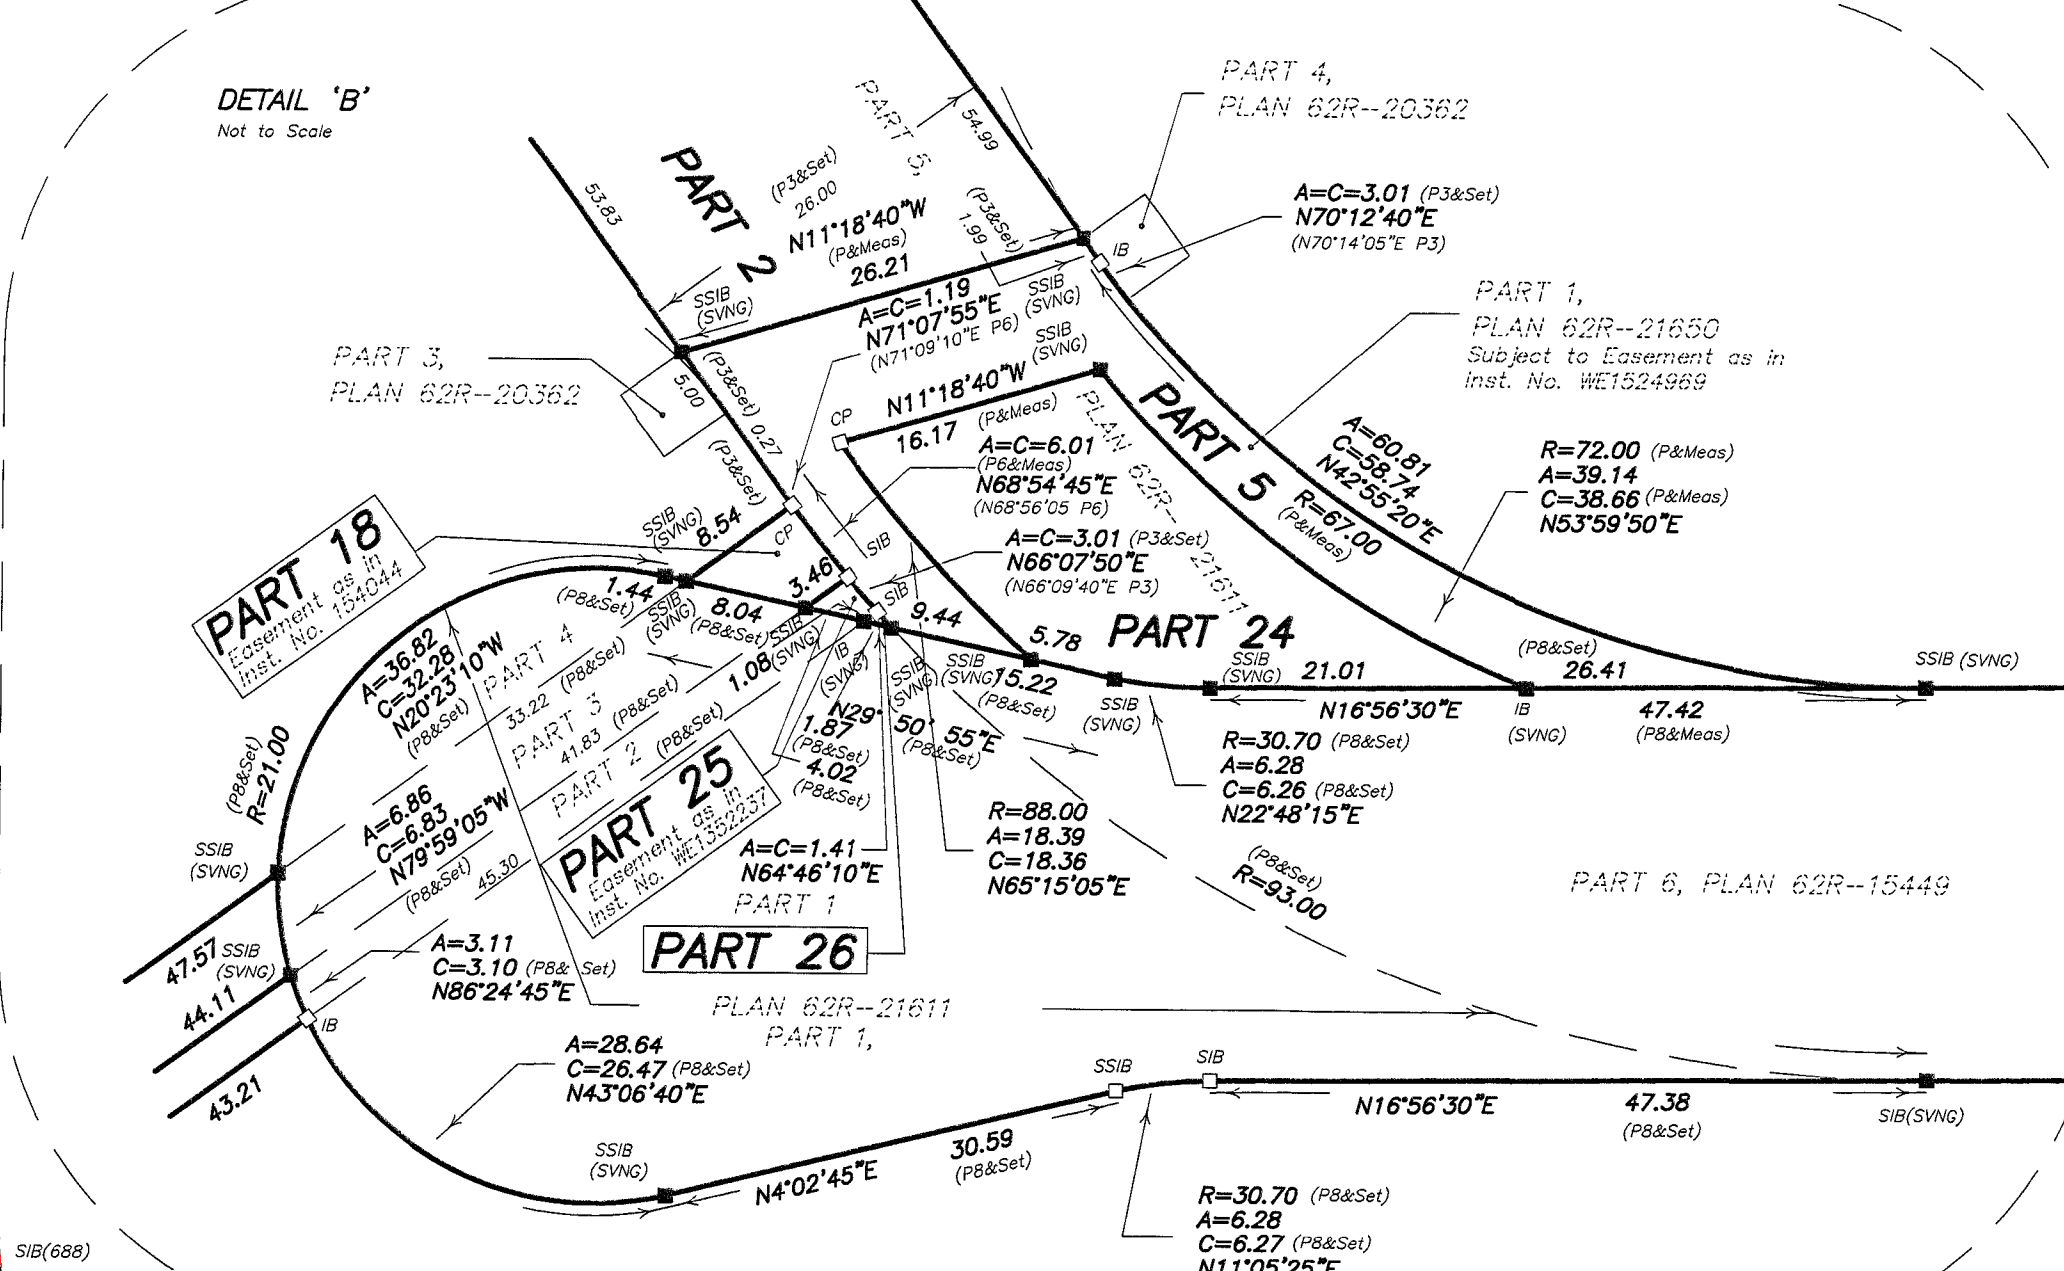 DETAIL 'B'
Not to Scale
53.83
PART 2
PART 5,
54.99
(P3&Set)
26.00
N11°18'40"W
(P&Meas)
26.21
(P3&Set)
1.99
PART 4,
PLAN 62R--20362
A=C=3.01 (P3&Set)
N70°12'40"E
(N70°14'05"E P3)
IB
SSIB
(SVNG)
SSIB
(SVNG)
A=C=1.19
N71°07'55"E
(N71°09'10"E P6)
SSIB
(SVNG)
PART 1,
PLAN 62R--21650
Subject to Easement as in
Inst. No. WE1524969
PART 3,
PLAN 62R--20362
(P3&Set)
5.00
0.27
(P3&Set)
CP
N11°18'40"W
16.17
(P&Meas)
PLAN 62R--21611
PART 5
A=60.81
C=58.74
N42°55'20"E
R=67.00
(P&Meas)
R=72.00 (P&Meas)
A=39.14
C=38.66 (P&Meas)
N53°59'50"E
A=C=6.01
(P6&Meas)
N68°54'45"E
(N68°56'05 P6)
A=C=3.01 (P3&Set)
N66°07'50"E
(N66°09'40"E P3)
SSIB
(SVNG)
8.54
CP
SIB
PART 18
Easement as in
Inst. No. 154044
1.44
(P8&Set)
SSIB
(SVNG)
8.04
(P8&Set)
3.46
SIB
SSIB
(SVNG)
1.08
IB
(SVNG)
9.44
SSIB
(SVNG)
SSIB
(SVNG)
5.78
15.22
(P8&Set)
PART 24
SSIB
(SVNG)
21.01
(P8&Set)
26.41
SSIB (SVNG)
SSIB
(SVNG)
N16°56'30"E
IB
(SVNG)
47.42
(P8&Meas)
A=36.82
C=32.28
N20°23'10"W
(P8&Set)
PART 4
33.22 (P8&Set)
PART 3
41.83 (P8&Set)
PART 2 (P8&Set)
45.30
N29° 50' 55"E
(P8&Set)
1.87
(P8&Set)
4.02
(P8&Set)
R=30.70 (P8&Set)
A=6.28
C=6.26 (P8&Set)
N22°48'15"E
(P8&Set)
R=21.00
A=6.86
C=6.83
N79°59'05"W
(P8&Set)
PART 25
Easement as in
Inst. No. WE1352237
A=C=1.41
N64°46'10"E
PART 1
PART 26
R=88.00
A=18.39
C=18.36
N65°15'05"E
(P8&Set)
R=93.00
PART 6, PLAN 62R--15449
SSIB
(SVNG)
47.57
SSIB
(SVNG)
44.11
IB
43.21
A=3.11
C=3.10 (P8& Set)
N86°24'45"E
PLAN 62R--21611
PART 1,
A=28.64
C=26.47 (P8&Set)
N43°06'40"E
SSIB
SIB
SSIB
(SVNG)
N4°02'45"E
30.59
(P8&Set)
N16°56'30"E
47.38
(P8&Set)
SIB(SVNG)
R=30.70 (P8&Set)
A=6.28
C=6.27 (P8&Set)
N11°05'25"E
SIB(688)